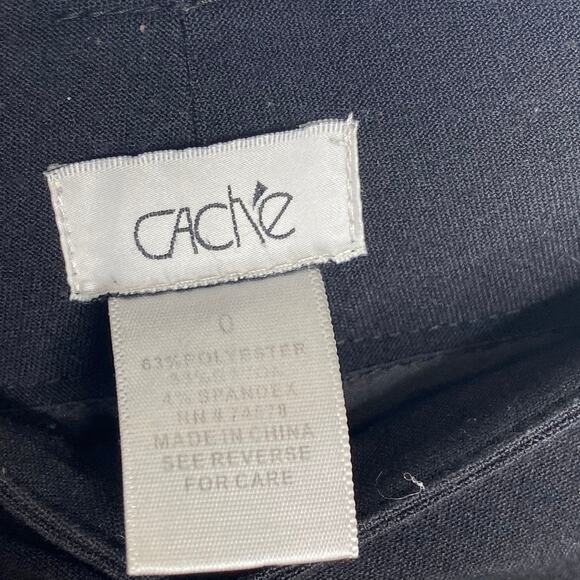 CACHÉ
0
63% POLYESTER
4% SPANDEX
MADE IN CHINA
SEE REVERSE
FOR CARE